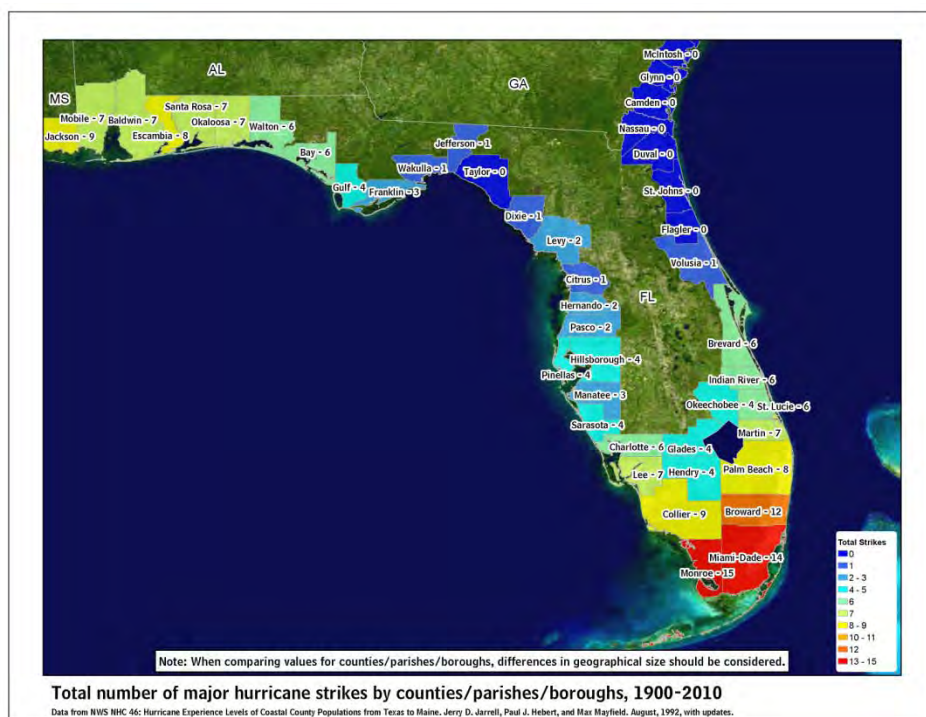 McIntosh - 0
AL
GA
Glynn - 0
MS
Camden - 0
Santa Rosa - 7
Mobile - 7
Baldwin - 7
Okaloosa - 7
Walton - 6
Nassau - 0
Jackson - 9
Escambia - 8
Jefferson - 1
Duval - 0
Bay - 6
Wakulla - 1
Taylor - 0
Gulf - 4
Franklin - 3
St. Johns - 0
Dixie - 1
Flagler - 0
Levy - 2
Volusia - 1
Citrus - 1
FL
Hernando - 2
Pasco - 2
Brevard - 6
Hillsborough - 4
Pinellas - 4
Indian River - 6
Manatee - 3
Okeechobee - 4
St. Lucie - 6
Sarasota - 4
Martin - 7
Charlotte - 6
Glades - 4
Lee - 7
Hendry - 4
Palm Beach - 8
Collier - 9
Broward - 12
Miami-Dade - 14
Monroe - 15
Total Strikes
0
1
2 - 3
4 - 5
6
7
8 - 9
10 - 11
12
13 - 15
Note: When comparing values for counties/parishes/boroughs, differences in geographical size should be considered.
Total number of major hurricane strikes by counties/parishes/boroughs, 1900-2010
Data from NWS NHC 46: Hurricane Experience Levels of Coastal County Populations from Texas to Maine. Jerry D. Jarrell, Paul J. Hebert, and Max Mayfield. August, 1992, with updates.